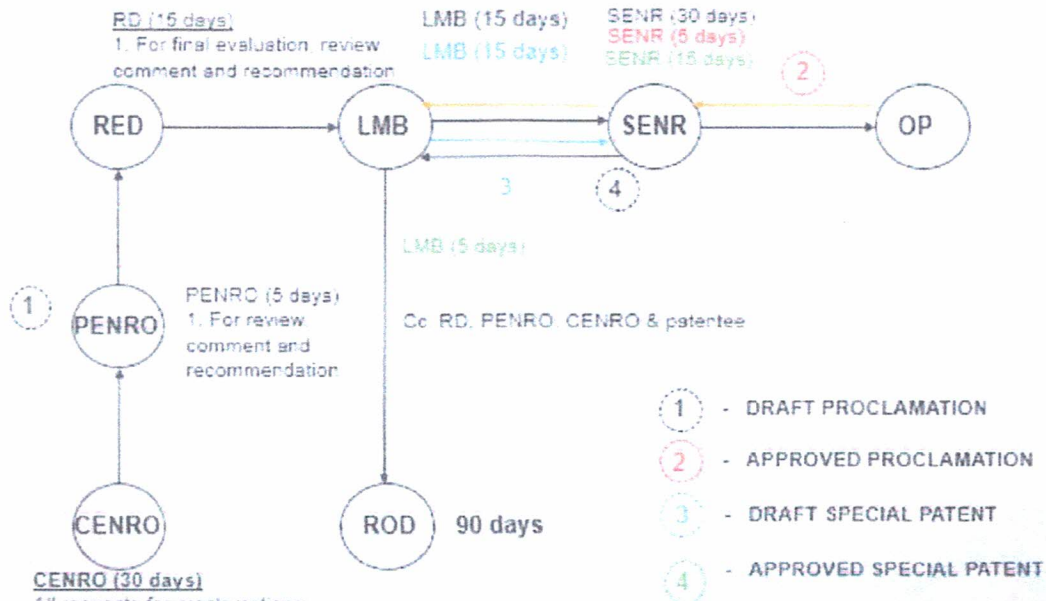 RD (15 days)
1. For final evaluation, review
comment and recommendation
LMB (15 days)
LMB (15 days)
SENR (30 days)
SENR (5 days)
SENR (15 days)
2
RED
LMB
SENR
OP
3
4
LMB (5 days)
1
PENRO
PENRO (5 days)
1. For review
comment and
recommendation
Cc. RD, PENRO, CENRO & patentee
CENRO
ROD
90 days
1 - DRAFT PROCLAMATION
2 - APPROVED PROCLAMATION
3 - DRAFT SPECIAL PATENT
4 - APPROVED SPECIAL PATENT
CENRO (30 days)